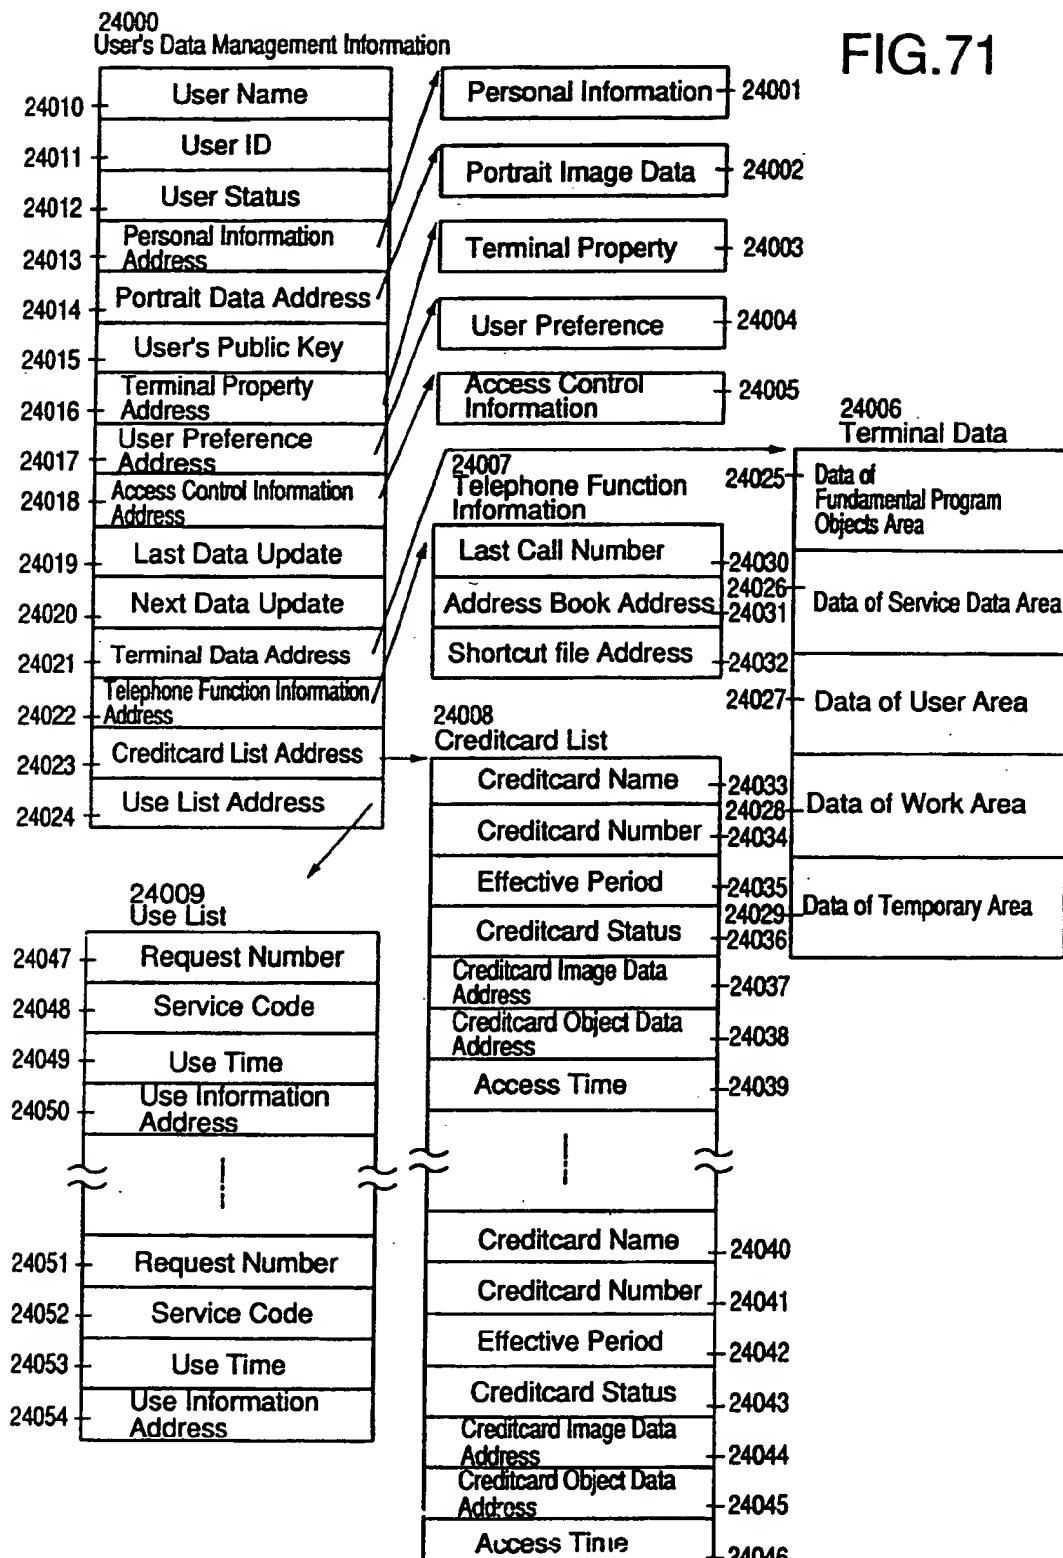 FIG.71
24000
User's Data Management Information
24010 User Name
24011 User ID
24012 User Status
24013 Personal Information
Address
24014 Portrait Data Address
24015 User's Public Key
24016 Terminal Property
Address
24017 User Preference
Address
24018 Access Control Information
Address
24019 Last Data Update
24020 Next Data Update
24021 Terminal Data Address
24022 Telephone Function Information
Address
24023 Creditcard List Address
24024 Use List Address
Personal Information 24001
Portrait Image Data 24002
Terminal Property 24003
User Preference 24004
Access Control
Information 24005
24006
Terminal Data
24025 Data of
Fundamental Program
Objects Area
24026 Data of Service Data Area
24027 Data of User Area
24028 Data of Work Area
24029 Data of Temporary Area
24007
Telephone Function
Information
Last Call Number 24030
Address Book Address 24031
Shortcut file Address 24032
24008
Creditcard List
Creditcard Name 24033
Creditcard Number 24034
Effective Period 24035
Creditcard Status 24036
Creditcard Image Data
Address 24037
Creditcard Object Data
Address 24038
Access Time 24039
Creditcard Name 24040
Creditcard Number 24041
Effective Period 24042
Creditcard Status 24043
Creditcard Image Data
Address 24044
Creditcard Object Data
Address 24045
Access Time 24046
24009
Use List
24047 Request Number
24048 Service Code
24049 Use Time
24050 Use Information
Address
24051 Request Number
24052 Service Code
24053 Use Time
24054 Use Information
Address